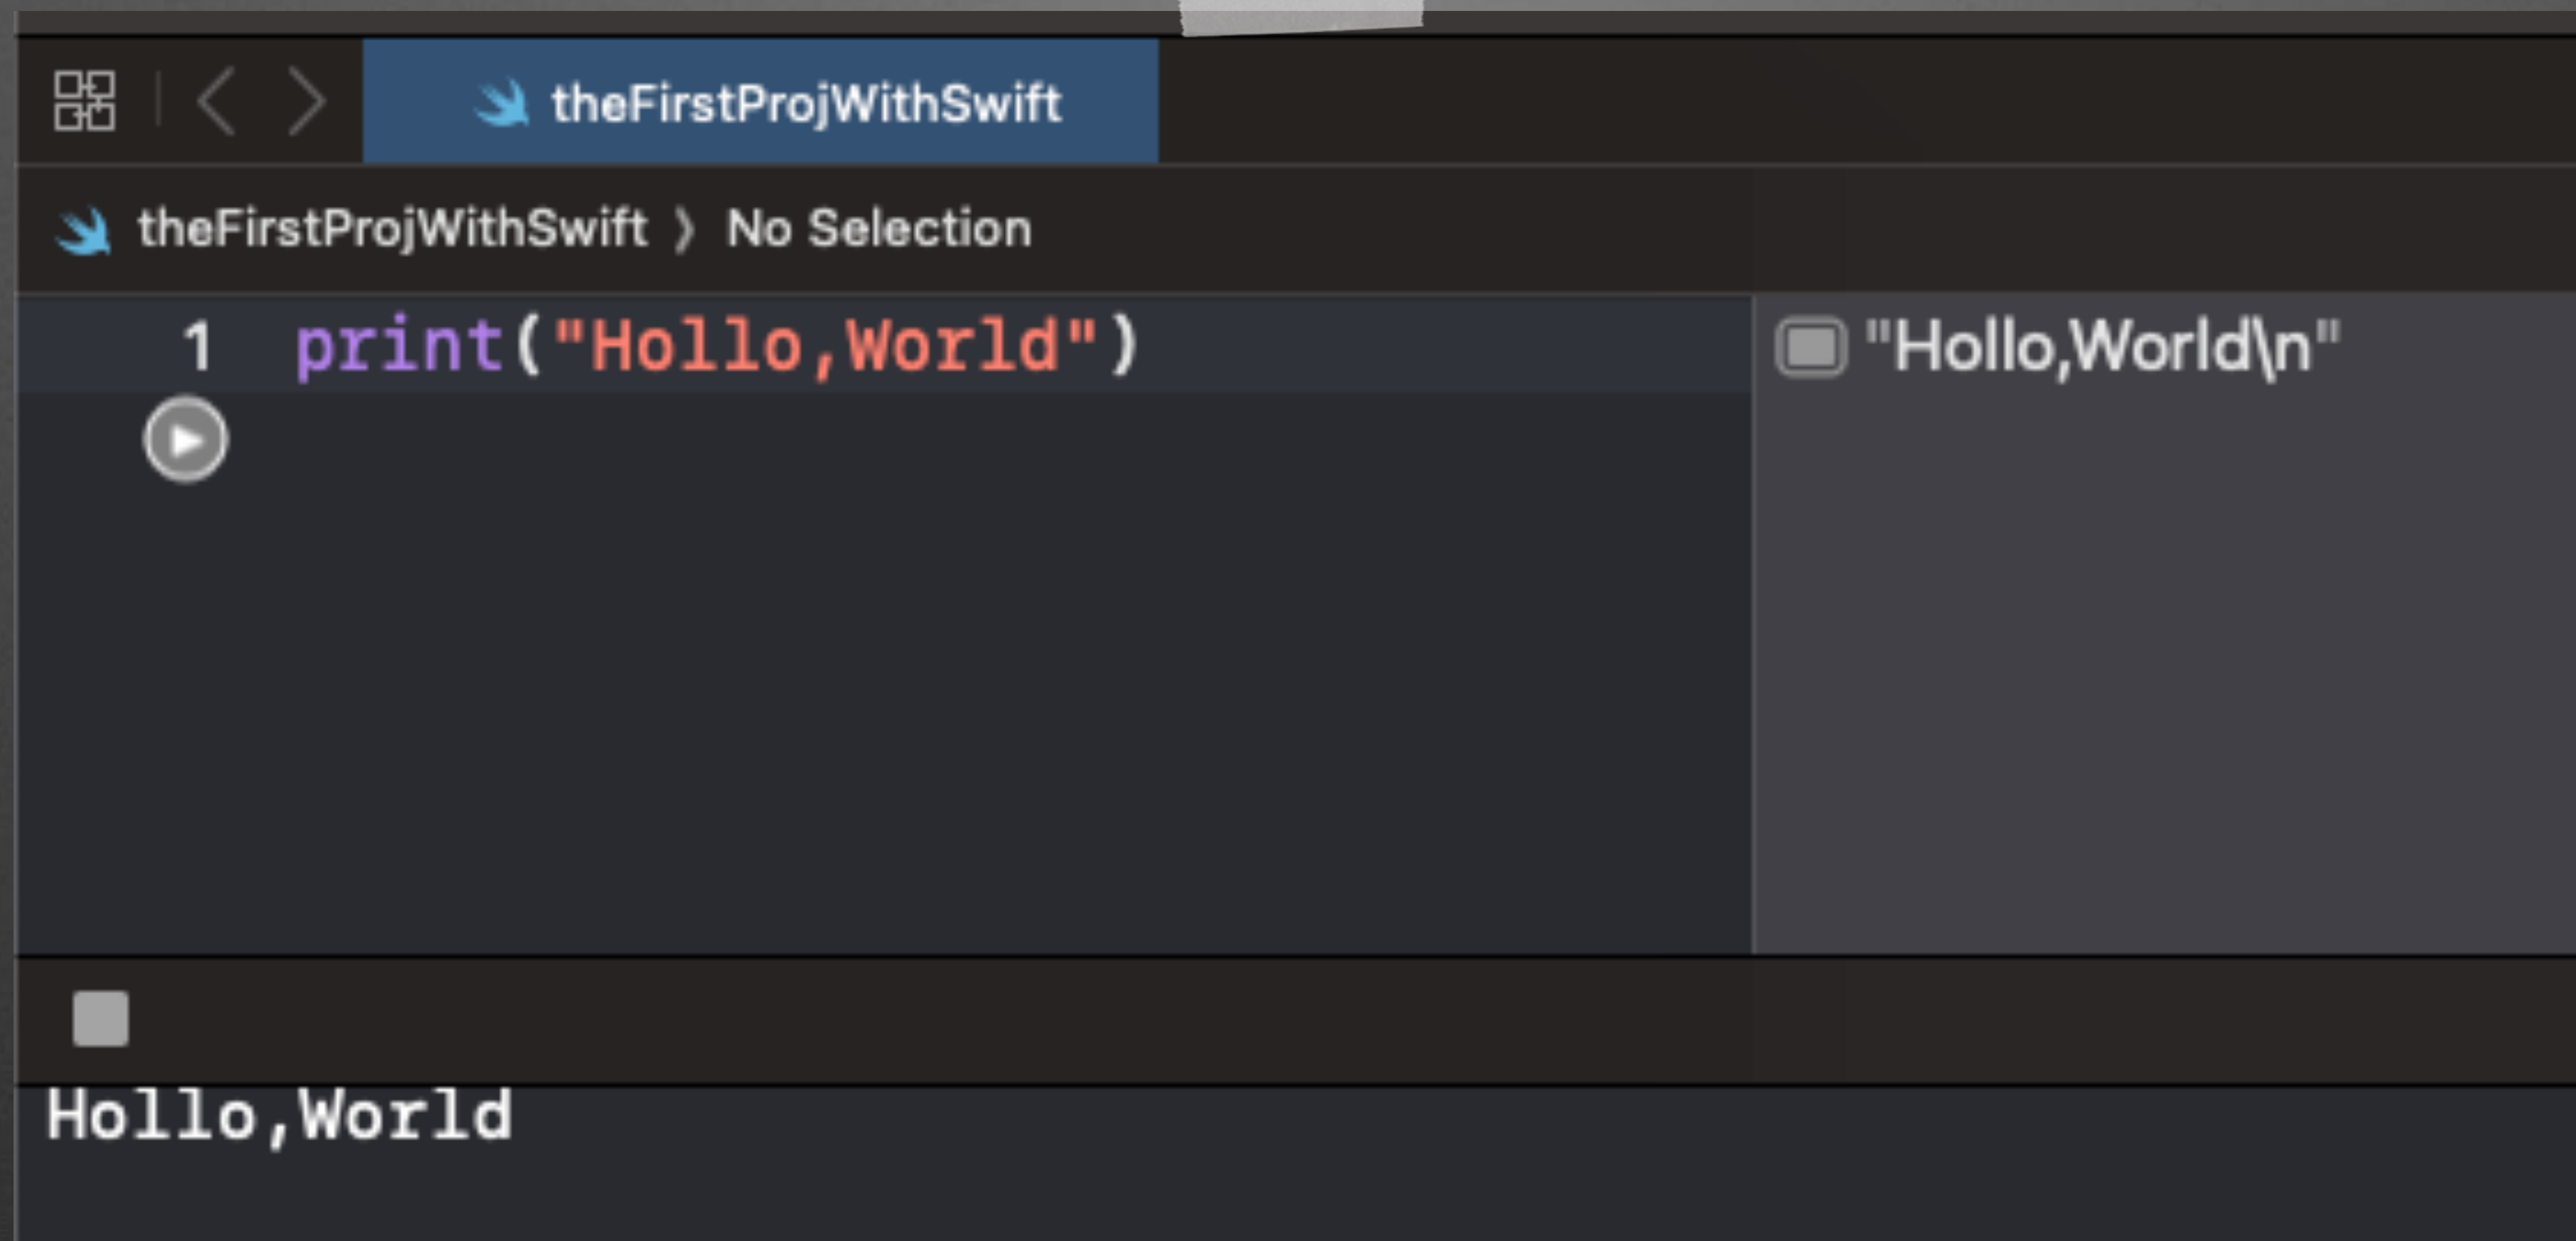 theFirstProjWithSwift
theFirstProjWithSwift 〉 No Selection
1 print("Hollo,World")
"Hollo,World\n"
Hollo,World